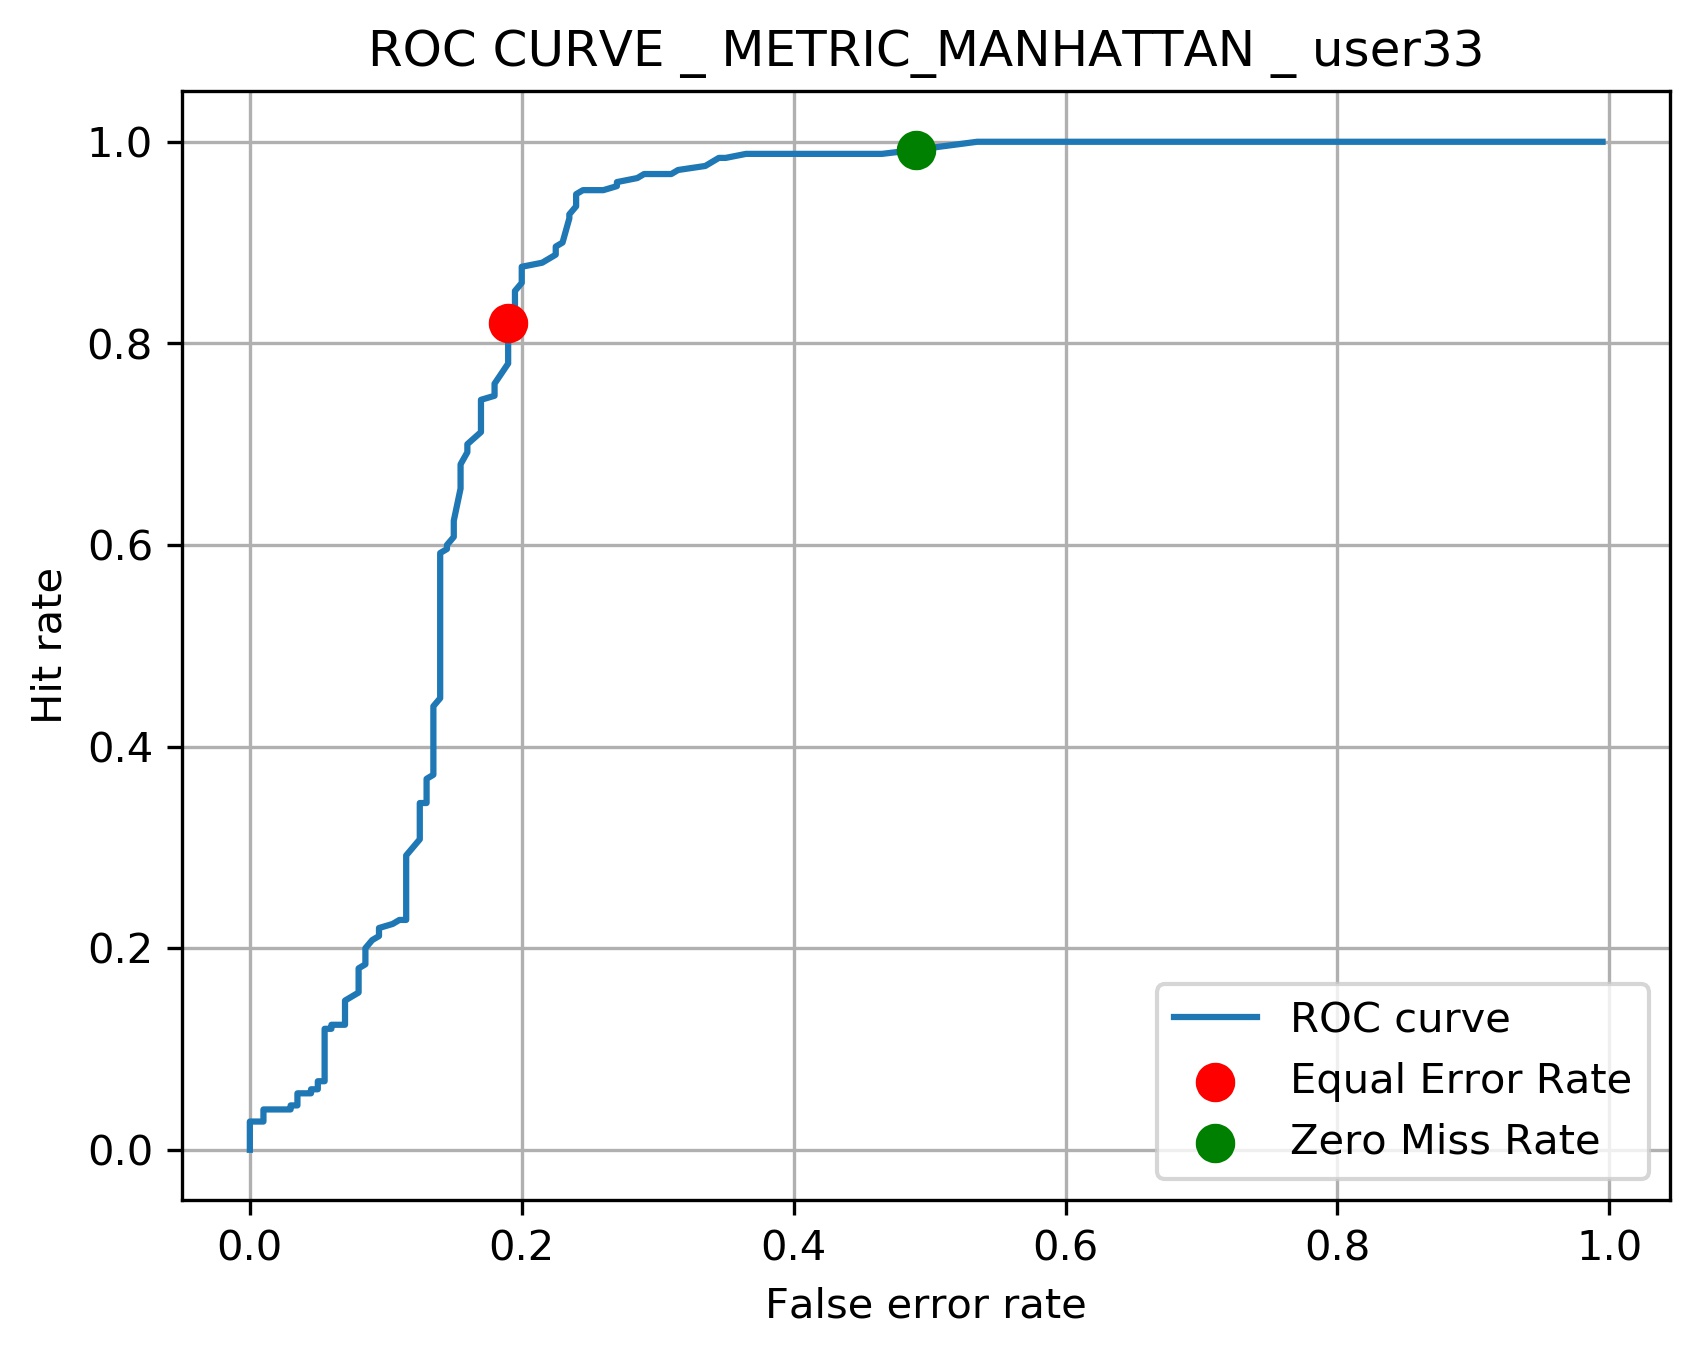 ROC CURVE _ METRIC_MANHATTAN _ user33
1.0
0.8
0.6
0.4
0.2
0.0
Hit rate
ROC curve
Equal Error Rate
Zero Miss Rate
0.0 0.2 0.4 0.6 0.8 1.0
False error rate